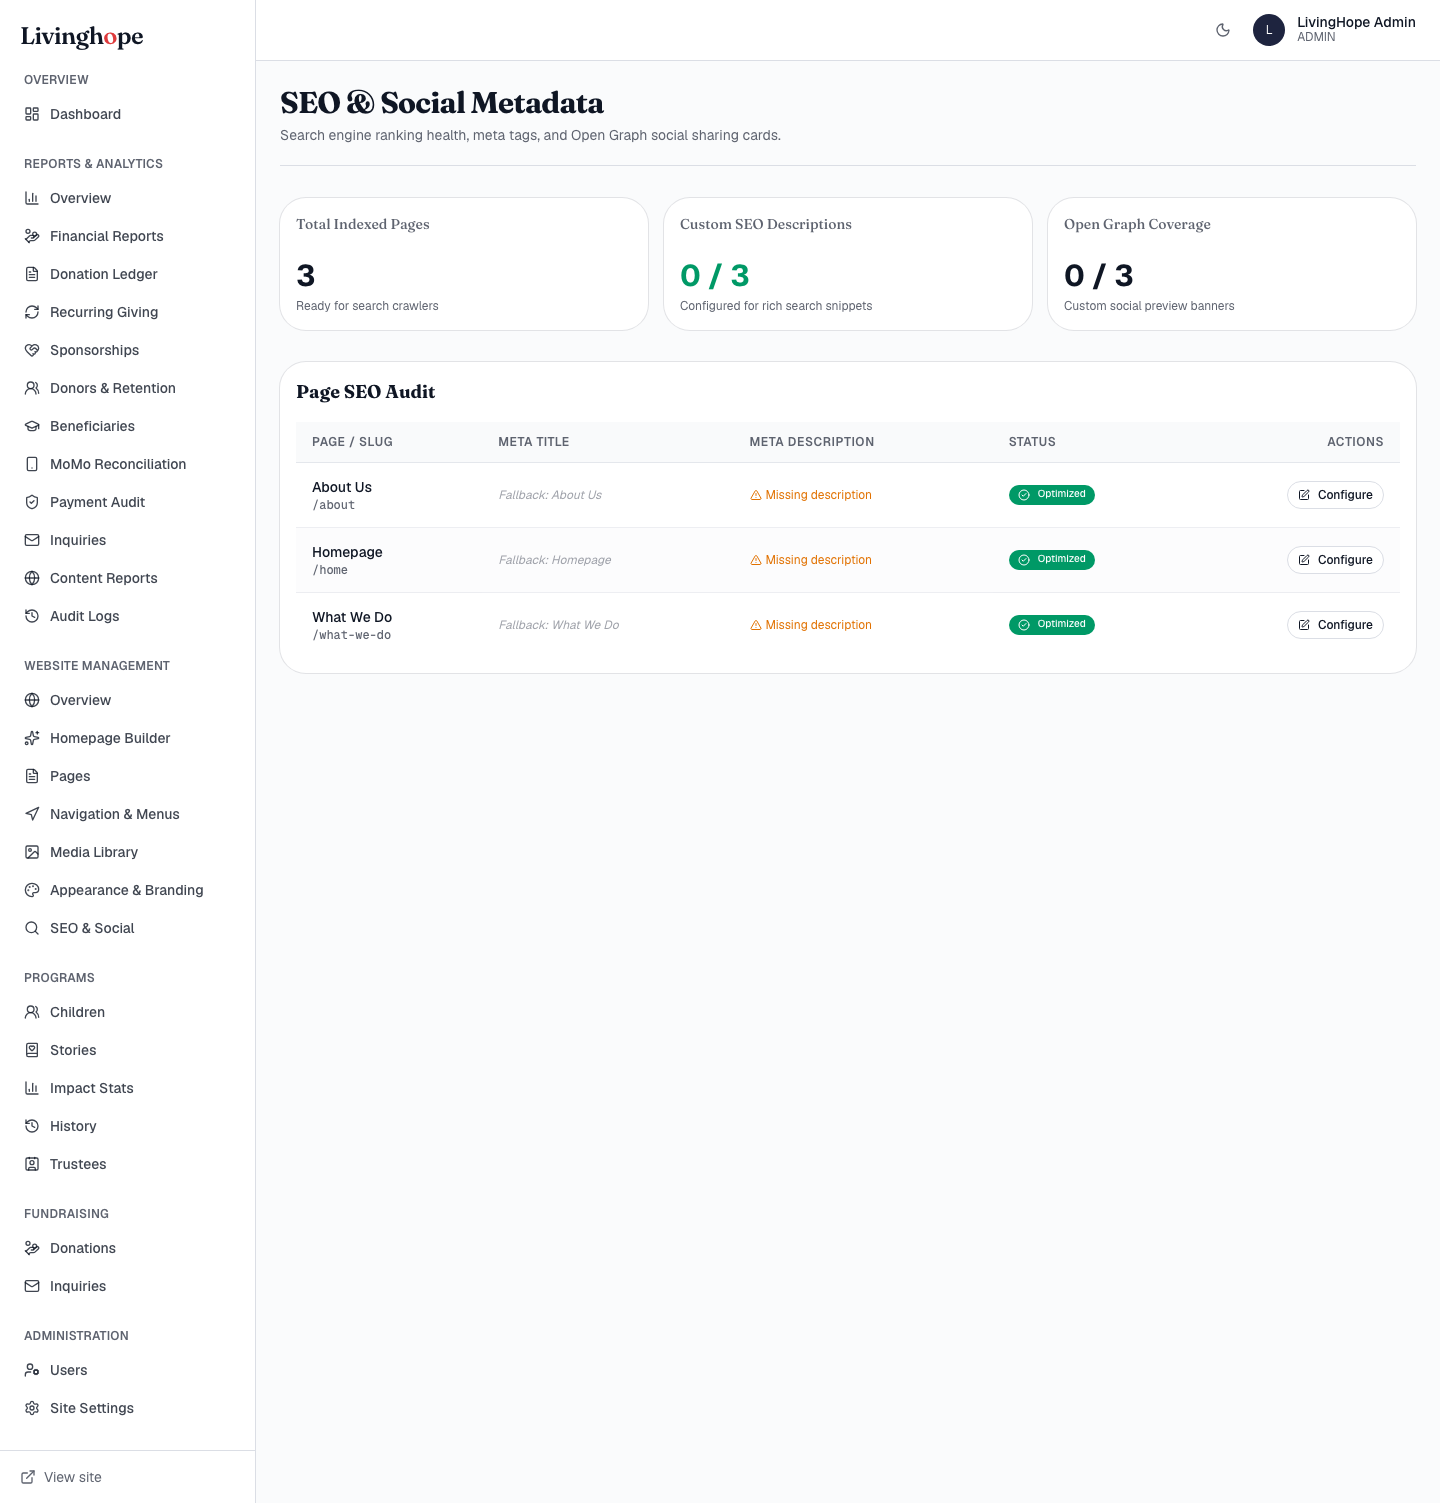 Livinghope
OVERVIEW
Dashboard
REPORTS & ANALYTICS
Overview
Financial Reports
Donation Ledger
Recurring Giving
Sponsorships
Donors & Retention
Beneficiaries
MoMo Reconciliation
Payment Audit
Inquiries
Content Reports
Audit Logs
WEBSITE MANAGEMENT
Overview
Homepage Builder
Pages
Navigation & Menus
Media Library
Appearance & Branding
SEO & Social
PROGRAMS
Children
Stories
Impact Stats
History
Trustees
FUNDRAISING
Donations
Inquiries
ADMINISTRATION
Users
Site Settings
View site
L
LivingHope Admin
ADMIN
SEO & Social Metadata
Search engine ranking health, meta tags, and Open Graph social sharing cards.
Total Indexed Pages
3
Ready for search crawlers
Custom SEO Descriptions
0 / 3
Configured for rich search snippets
Open Graph Coverage
0 / 3
Custom social preview banners
Page SEO Audit
PAGE / SLUG META TITLE META DESCRIPTION STATUS ACTIONS
About Us
/about
Fallback: About Us
Missing description
Optimized
Configure
Homepage
/home
Fallback: Homepage
Missing description
Optimized
Configure
What We Do
/what-we-do
Fallback: What We Do
Missing description
Optimized
Configure